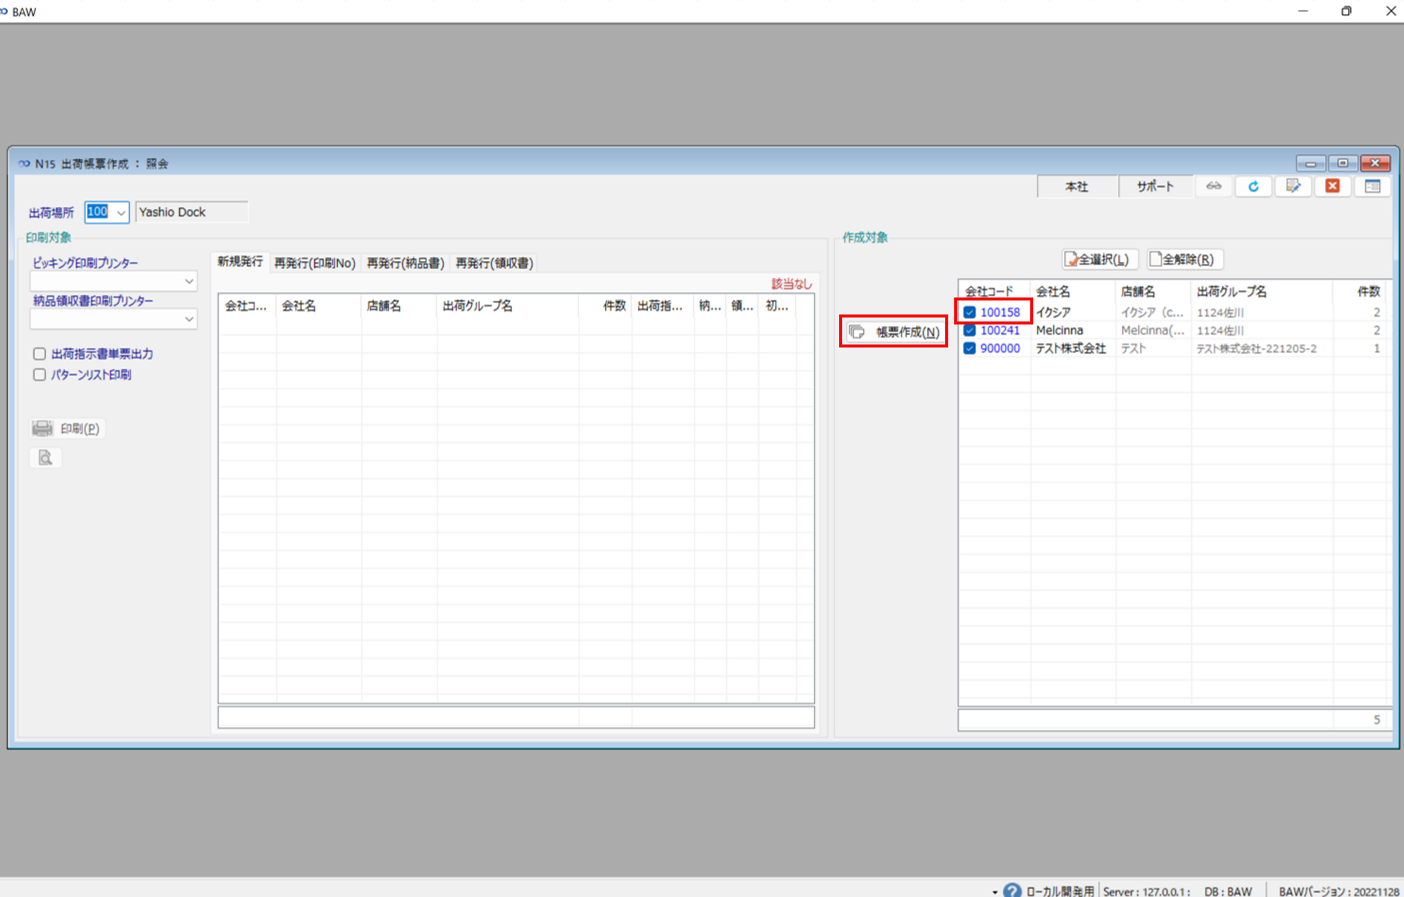 BAW
N15 出荷帳票作成 : 照会
本社 サポート
出荷場所 100 Yashio Dock
印刷対象
ピッキング印刷プリンター
納品領収書印刷プリンター
出荷指示書単票出力
パターンリスト印刷
印刷(P)
新規発行 再発行(印刷No) 再発行(納品書) 再発行(領収書)
該当なし
会社コ... 会社名 店舗名 出荷グループ名 件数 出荷指... 納... 領... 初...
帳票作成(N)
作成対象
全選択(L) 全解除(R)
会社コード 会社名 店舗名 出荷グループ名 件数
100158 イクシア イクシア (c... 1124佐川 2
100241 Melcinna Melcinna(... 1124佐川 2
900000 テスト株式会社 テスト テスト株式会社-221205-2 1
5
ローカル開発用 Server : 127.0.0.1 : DB : BAW BAWバージョン : 20221128